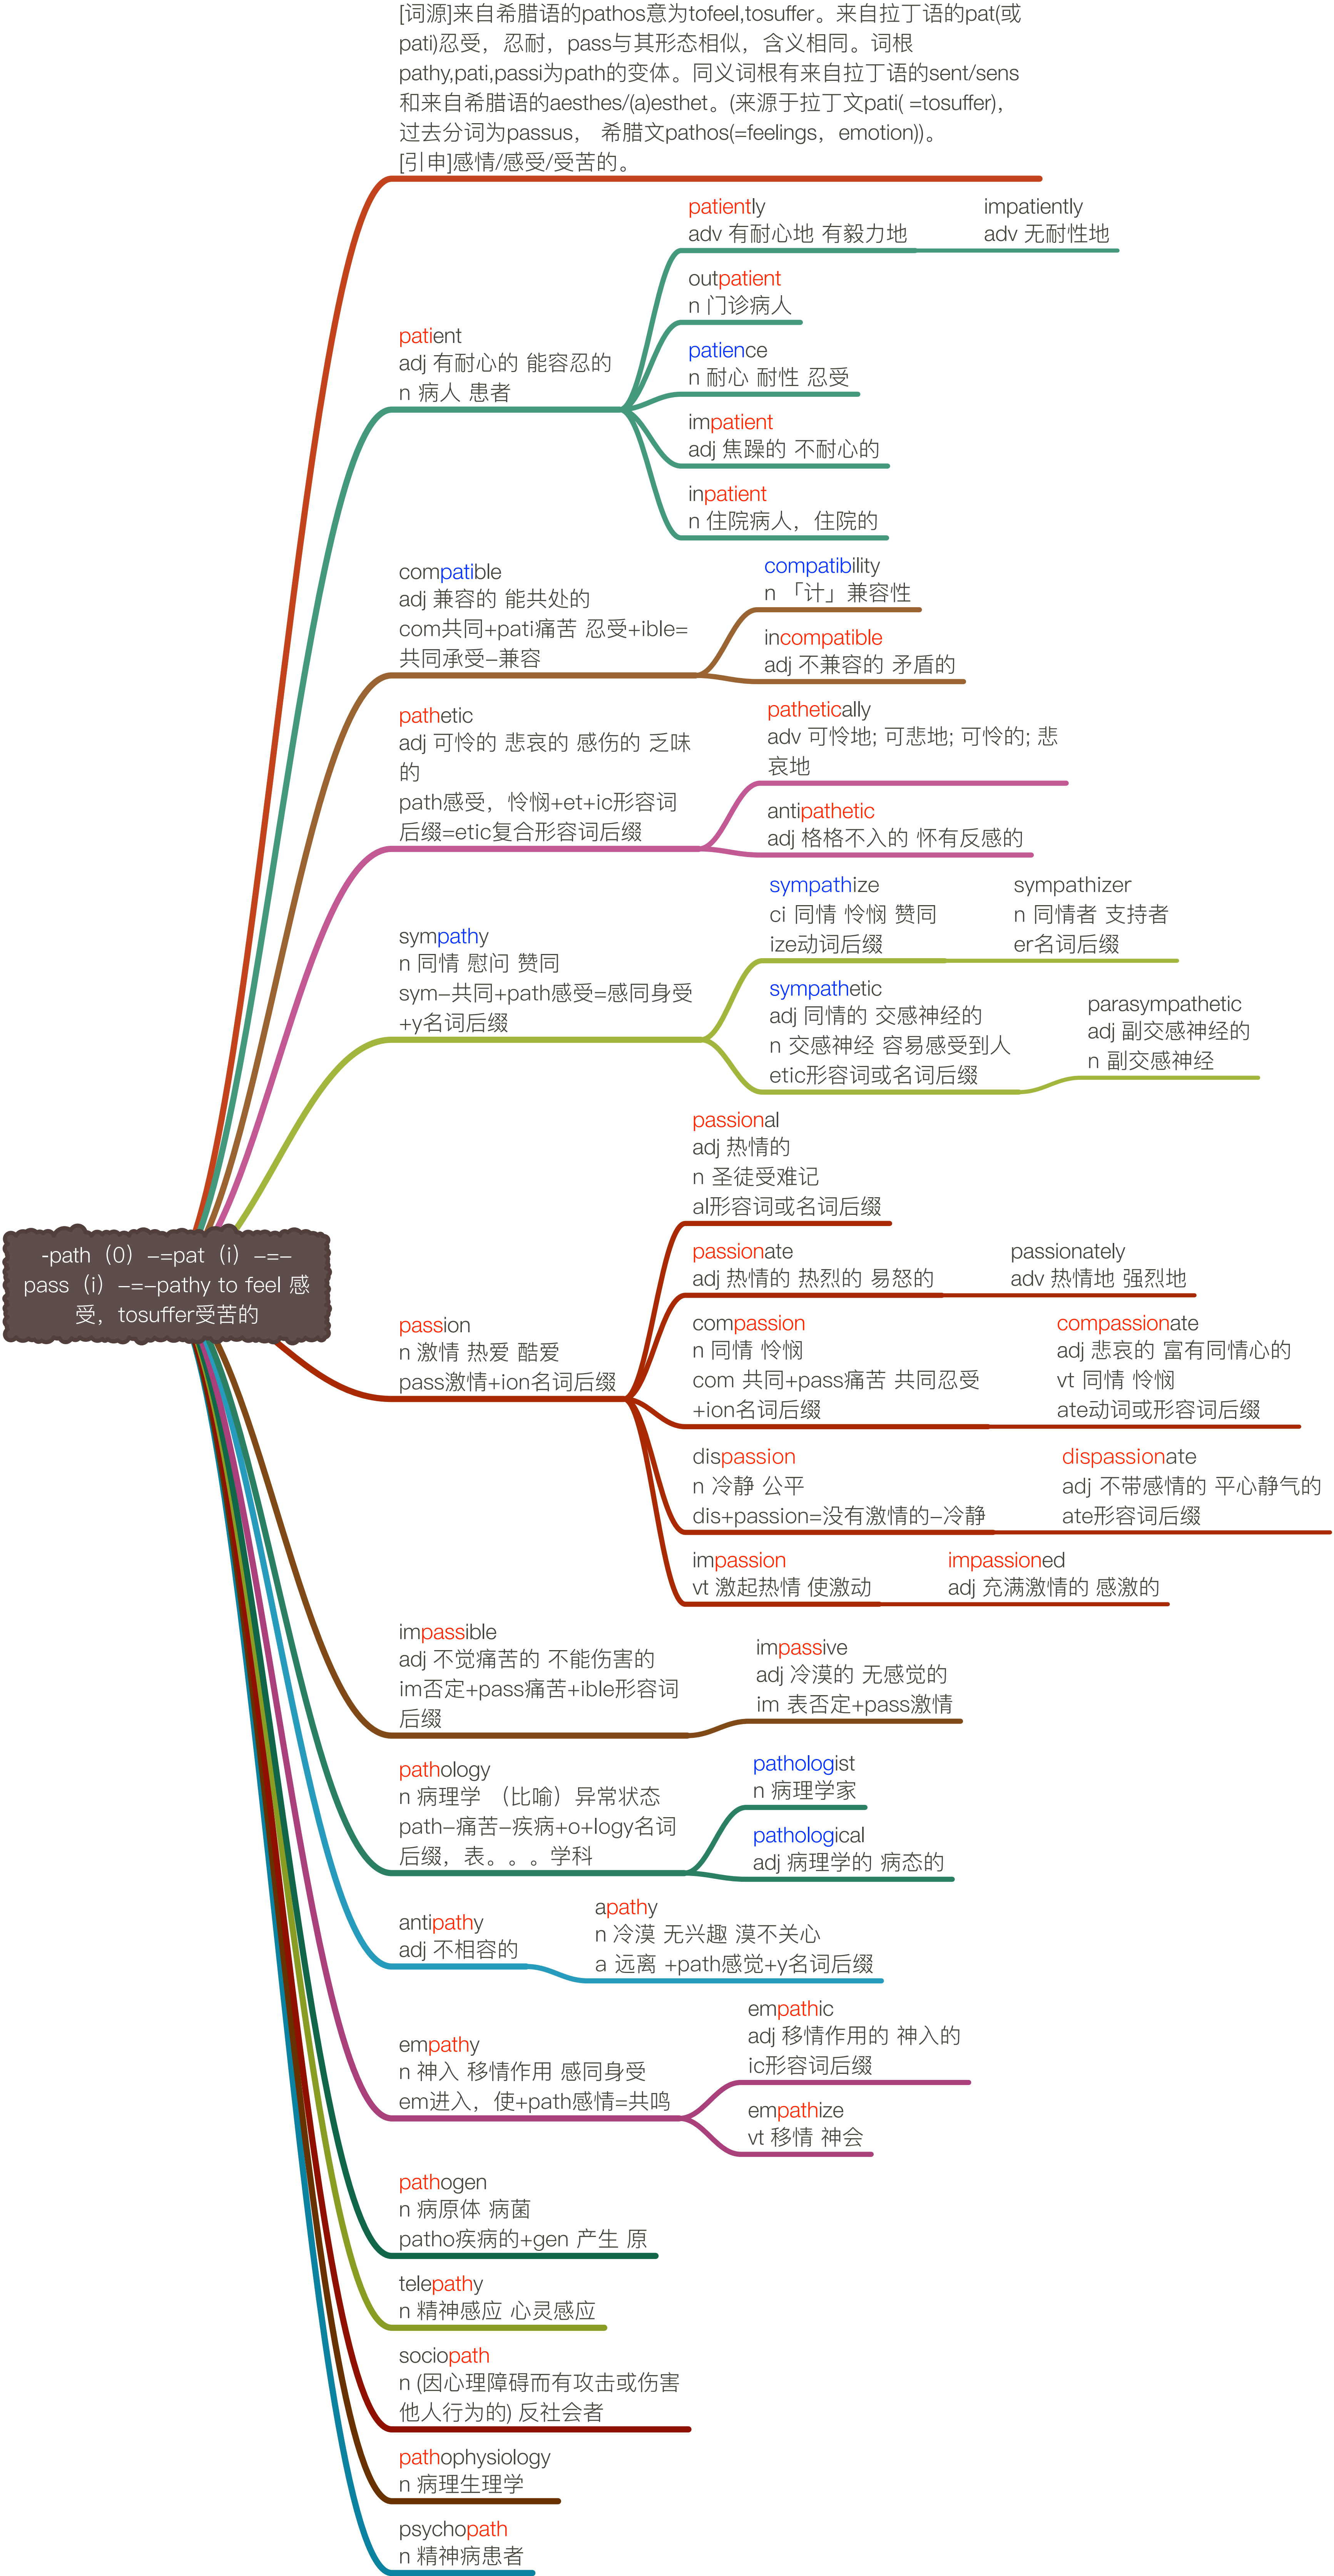 [词源]来自希腊语的pathos意为tofeel,tosuffer。来自拉丁语的pat(或
pati)忍受，忍耐，pass与其形态相似，含义相同。词根
pathy,pati,passi为path的变体。同义词根有来自拉丁语的sent/sens
和来自希腊语的aesthes/(a)esthet。(来源于拉丁文pati( =tosuffer)，
过去分词为passus， 希腊文pathos(=feelings，emotion))。
[引申]感情/感受/受苦的。
patient
adj 有耐心的 能容忍的
n 病人 患者
patiently
adv 有耐心地 有毅力地
impatiently
adv 无耐性地
outpatient
n 门诊病人
patience
n 耐心 耐性 忍受
impatient
adj 焦躁的 不耐心的
inpatient
n 住院病人，住院的
compatible
adj 兼容的 能共处的
com共同+pati痛苦 忍受+ible=
共同承受–兼容
compatibility
n 「计」兼容性
incompatible
adj 不兼容的 矛盾的
pathetic
adj 可怜的 悲哀的 感伤的 乏味
的
path感受，怜悯+et+ic形容词
后缀=etic复合形容词后缀
pathetically
adv 可怜地; 可悲地; 可怜的; 悲
哀地
antipathetic
adj 格格不入的 怀有反感的
sympathy
n 同情 慰问 赞同
sym–共同+path感受=感同身受
+y名词后缀
sympathize
ci 同情 怜悯 赞同
ize动词后缀
sympathizer
n 同情者 支持者
er名词后缀
sympathetic
adj 同情的 交感神经的
n 交感神经 容易感受到人
etic形容词或名词后缀
parasympathetic
adj 副交感神经的
n 副交感神经
-path（0）–=pat（i）–=–
pass（i）–=–pathy to feel 感
受，tosuffer受苦的
passion
n 激情 热爱 酷爱
pass激情+ion名词后缀
passional
adj 热情的
n 圣徒受难记
al形容词或名词后缀
passionate
adj 热情的 热烈的 易怒的
passionately
adv 热情地 强烈地
compassion
n 同情 怜悯
com 共同+pass痛苦 共同忍受
+ion名词后缀
compassionate
adj 悲哀的 富有同情心的
vt 同情 怜悯
ate动词或形容词后缀
dispassion
n 冷静 公平
dis+passion=没有激情的–冷静
dispassionate
adj 不带感情的 平心静气的
ate形容词后缀
impassion
vt 激起热情 使激动
impassioned
adj 充满激情的 感激的
impassible
adj 不觉痛苦的 不能伤害的
im否定+pass痛苦+ible形容词
后缀
impassive
adj 冷漠的 无感觉的
im 表否定+pass激情
pathology
n 病理学 （比喻）异常状态
path–痛苦–疾病+o+logy名词
后缀，表。。。学科
pathologist
n 病理学家
pathological
adj 病理学的 病态的
antipathy
adj 不相容的
apathy
n 冷漠 无兴趣 漠不关心
a 远离 +path感觉+y名词后缀
empathy
n 神入 移情作用 感同身受
em进入，使+path感情=共鸣
empathic
adj 移情作用的 神入的
ic形容词后缀
empathize
vt 移情 神会
pathogen
n 病原体 病菌
patho疾病的+gen 产生 原
telepathy
n 精神感应 心灵感应
sociopath
n (因心理障碍而有攻击或伤害
他人行为的) 反社会者
pathophysiology
n 病理生理学
psychopath
n 精神病患者